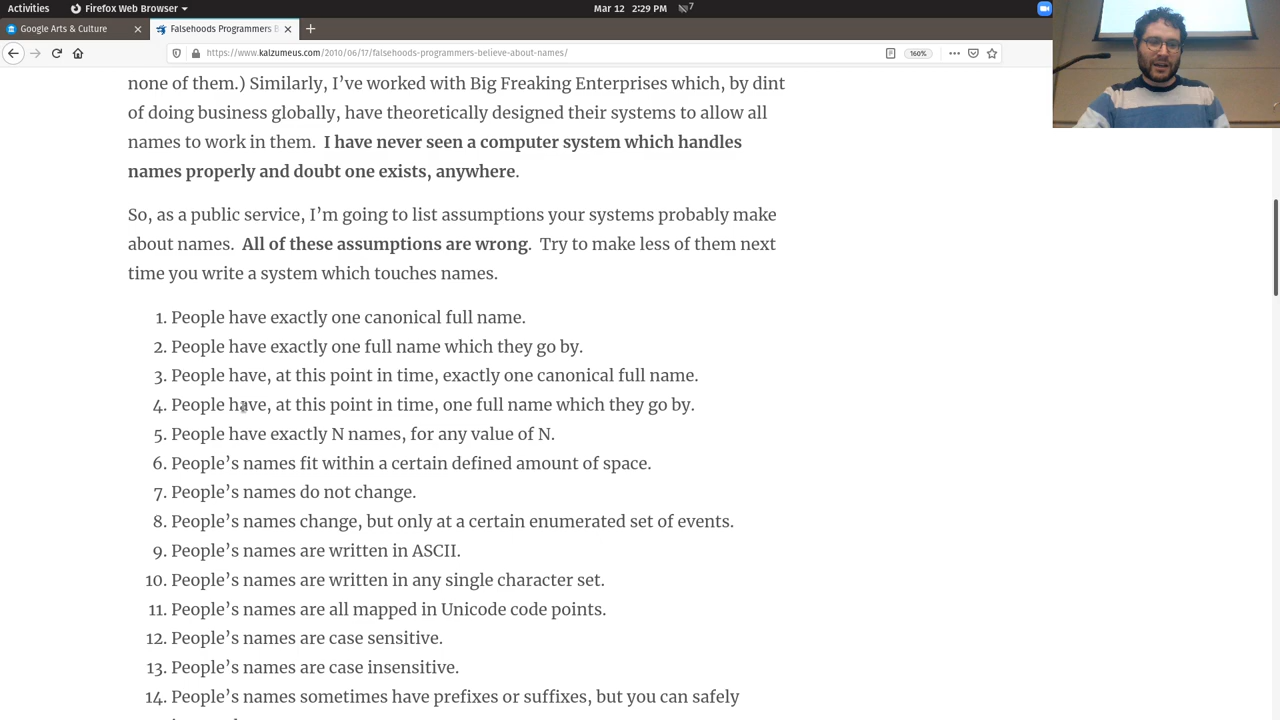 Activities
Firefox Web Browser
Mar 12 2:29 PM
7
Google Arts & Culture
Falsehoods Programmers B
https://www.kalzumeus.com/2010/06/17/falsehoods-programmers-believe-about-names/
160%
none of them.) Similarly, I’ve worked with Big Freaking Enterprises which, by dint
of doing business globally, have theoretically designed their systems to allow all
names to work in them. I have never seen a computer system which handles
names properly and doubt one exists, anywhere.
So, as a public service, I’m going to list assumptions your systems probably make
about names. All of these assumptions are wrong. Try to make less of them next
time you write a system which touches names.
1. People have exactly one canonical full name.
2. People have exactly one full name which they go by.
3. People have, at this point in time, exactly one canonical full name.
4. People have, at this point in time, one full name which they go by.
5. People have exactly N names, for any value of N.
6. People’s names fit within a certain defined amount of space.
7. People’s names do not change.
8. People’s names change, but only at a certain enumerated set of events.
9. People’s names are written in ASCII.
10. People’s names are written in any single character set.
11. People’s names are all mapped in Unicode code points.
12. People’s names are case sensitive.
13. People’s names are case insensitive.
14. People’s names sometimes have prefixes or suffixes, but you can safely